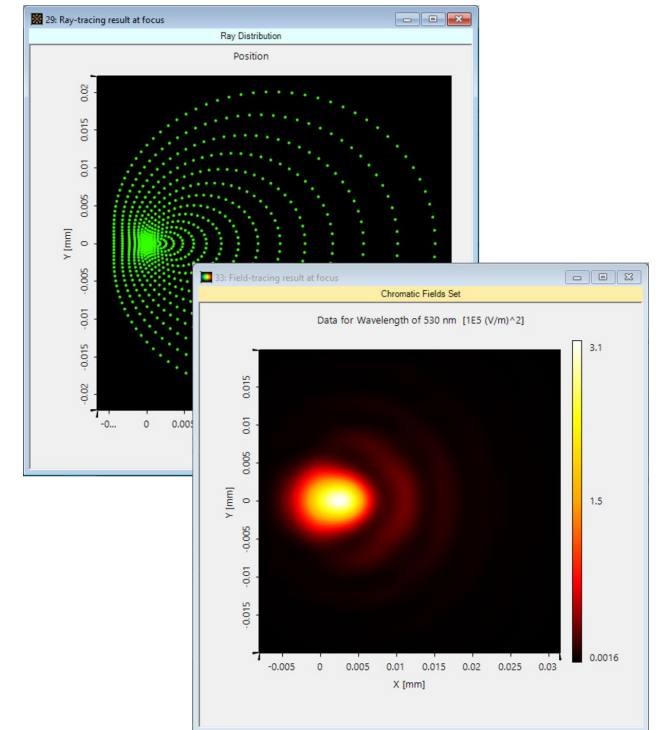 29: Ray-tracing result at focus
Ray Distribution
Position
0.02
0.015
0.01
0.005
0
-0.005
-0.01
-0.015
-0.02
Y [mm]
-0... 0 0.005
33: Field-tracing result at focus
Chromatic Fields Set
Data for Wavelength of 530 nm [1E5 (V/m)^2]
0.015
0.01
0.005
0
-0.005
-0.01
-0.015
Y [mm]
-0.005 0 0.005 0.01 0.015 0.02 0.025 0.03
X [mm]
3.1
1.5
0.0016